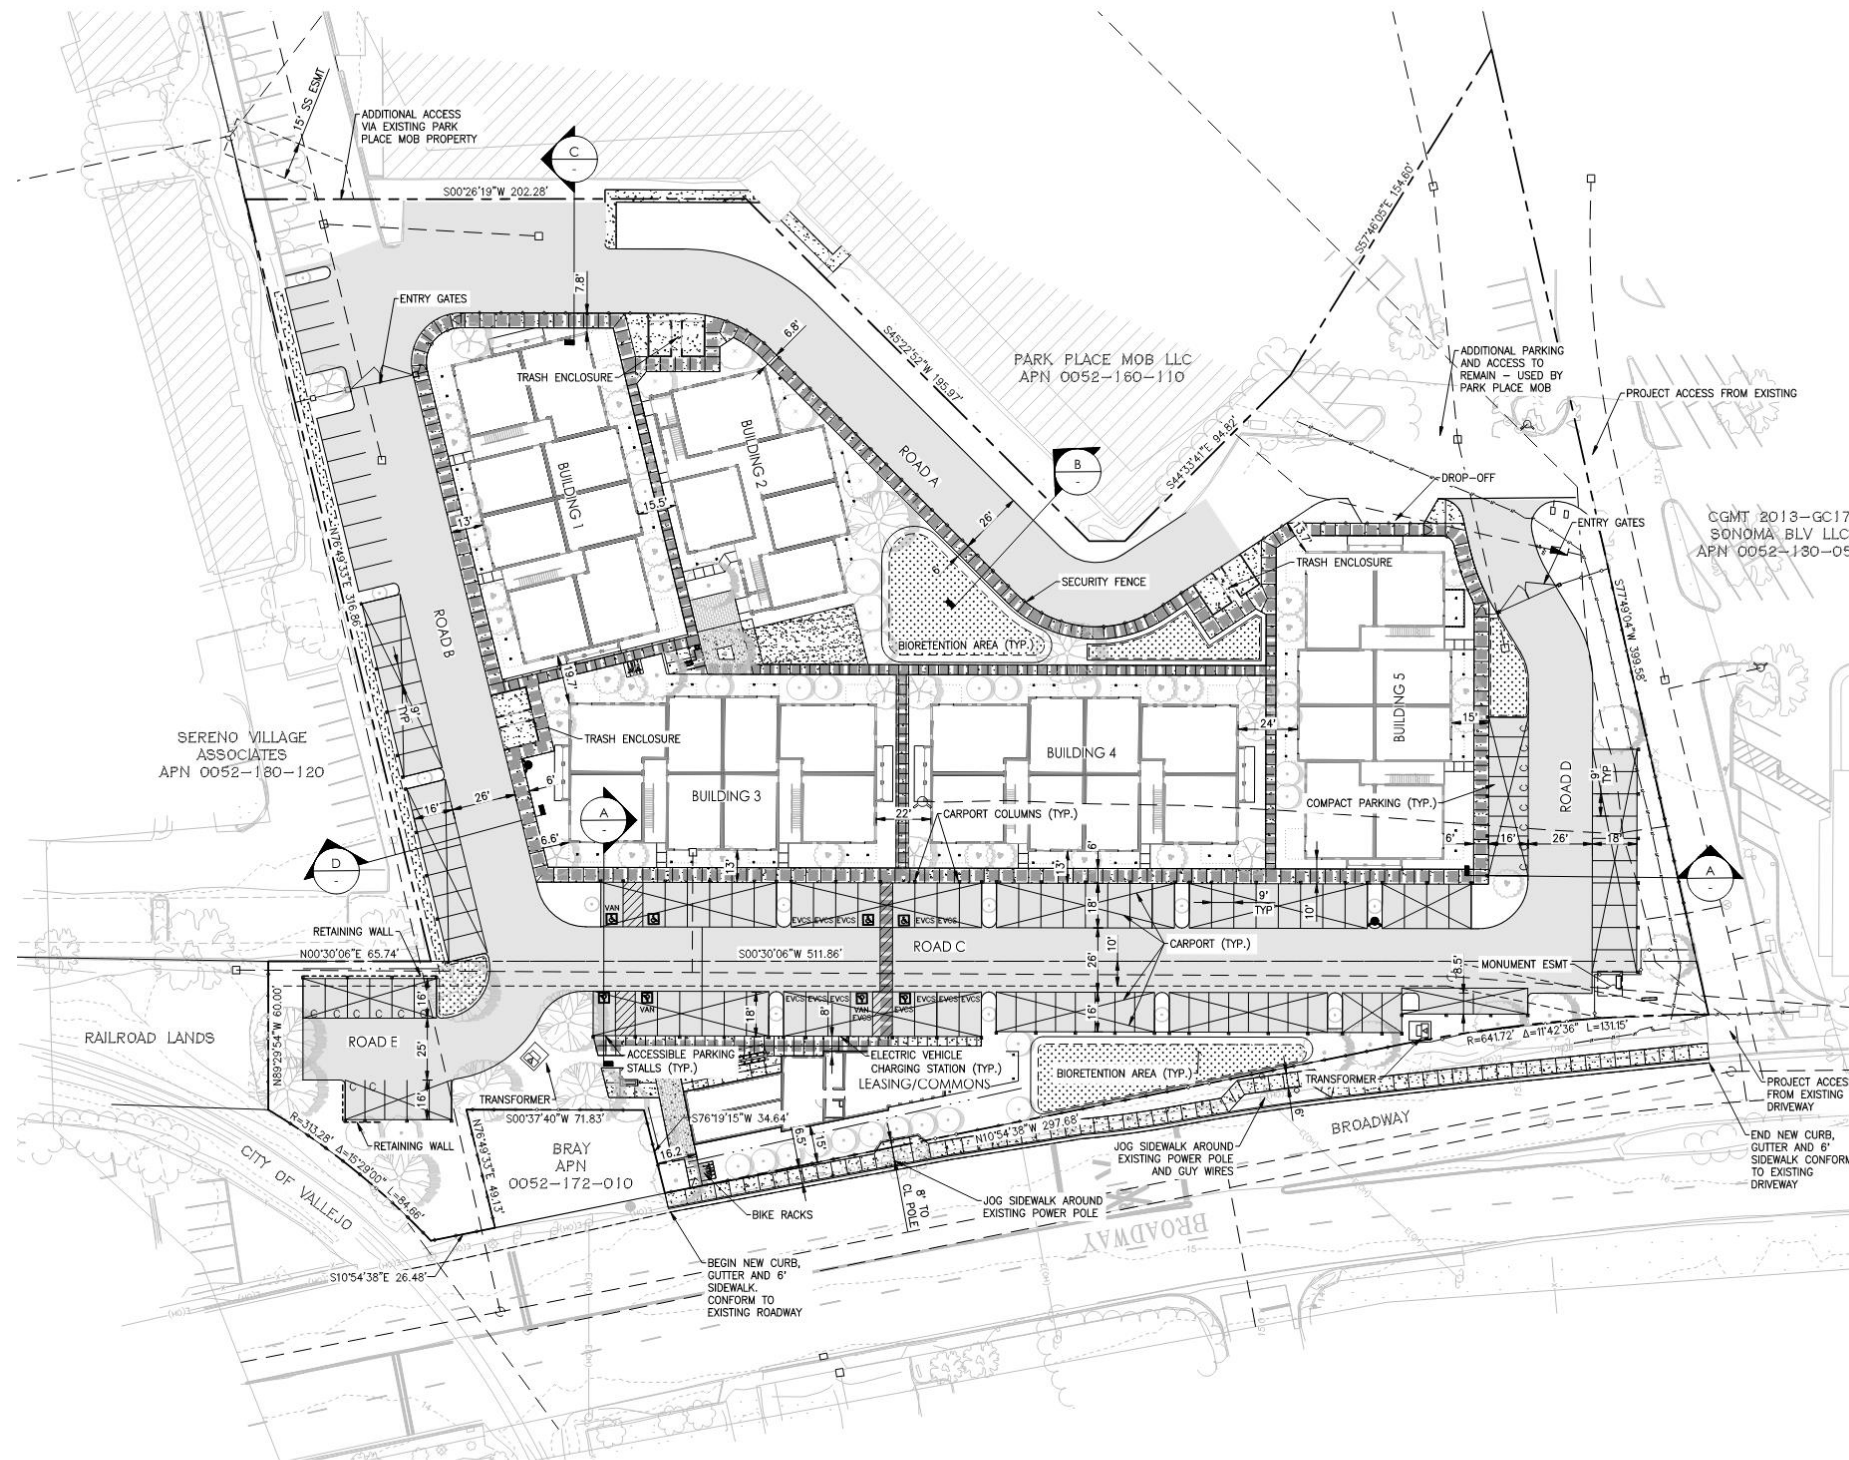 15' SS ESMT
ADDITIONAL ACCESS
VIA EXISTING PARK
PLACE MOB PROPERTY
C
-
S00°26'19"W 202.28'
S57°46'05"E 154.60'
7.8'
ENTRY GATES
6.8'
TRASH ENCLOSURE
S45°22'52"W 195.97'
PARK PLACE MOB LLC
APN 0052-160-110
ADDITIONAL PARKING
AND ACCESS TO
REMAIN - USED BY
PARK PLACE MOB
PROJECT ACCESS FROM EXISTING
S44°33'41"E 94.82'
BUILDING 1
BUILDING 2
ROAD A
B
-
DROP-OFF
13'
15.5'
26'
13.7'
ENTRY GATES
CGMT 2013-GC17
SONOMA BLV LLC
APN 0052-130-05
N76°49'33"E 316.86'
ROAD B
6'
SECURITY FENCE
TRASH ENCLOSURE
S77°49'04"W 399.58'
BIORETENTION AREA (TYP.)
19.7'
9'
TYP
SERENO VILLAGE
ASSOCIATES
APN 0052-180-120
TRASH ENCLOSURE
BUILDING 3
BUILDING 4
BUILDING 5
24'
15'
ROAD D
9'
TYP
16'
26'
6'
6.6'
A
-
22'
CARPORT COLUMNS (TYP.)
COMPACT PARKING (TYP.)
C C C C C C C C
6'
16'
26'
18'
D
-
13'
13'
6'
A
-
VAN
EVCS EVCS EVCS
EVCS EVCS
18'
9'
TYP
10'
RETAINING WALL
N00°30'06"E 65.74'
S00°30'06"W 511.86'
ROAD C
26'
10'
CARPORT (TYP.)
MONUMENT ESMT
8.5'
N89°29'54"W 60.00'
16'
C C C C C C
RAILROAD LANDS
ROAD E
25'
C C
16'
VAN
18'
EVCS EVCS EVCS
VAN
EVCS
EVCS EVCS EVCS
EVCS
8'
16'
ACCESSIBLE PARKING
STALLS (TYP.)
ELECTRIC VEHICLE
CHARGING STATION (TYP.)
LEASING/COMMONS
BIORETENTION AREA (TYP.)
TRANSFORMER
R=641.72' Δ=11°42'36" L=131.15'
TRANSFORMER
S00°37'40"W 71.83'
S76°19'15"W 34.64'
6.5'
15'
N10°54'38"W 297.68'
6'
BROADWAY
PROJECT ACCESS
FROM EXISTING
DRIVEWAY
RETAINING WALL
R=313.28' Δ=15°29'00" L=84.66'
CITY OF VALLEJO
N76°49'33"E 49.13'
BRAY
APN
0052-172-010
16.2'
JOG SIDEWALK AROUND
EXISTING POWER POLE
AND GUY WIRES
END NEW CURB,
GUTTER AND 6'
SIDEWALK CONFORM
TO EXISTING
DRIVEWAY
BIKE RACKS
8' TO
CL POLE
JOG SIDEWALK AROUND
EXISTING POWER POLE
BROADWAY
S10°54'38"E 26.48'
BEGIN NEW CURB,
GUTTER AND 6'
SIDEWALK.
CONFORM TO
EXISTING ROADWAY